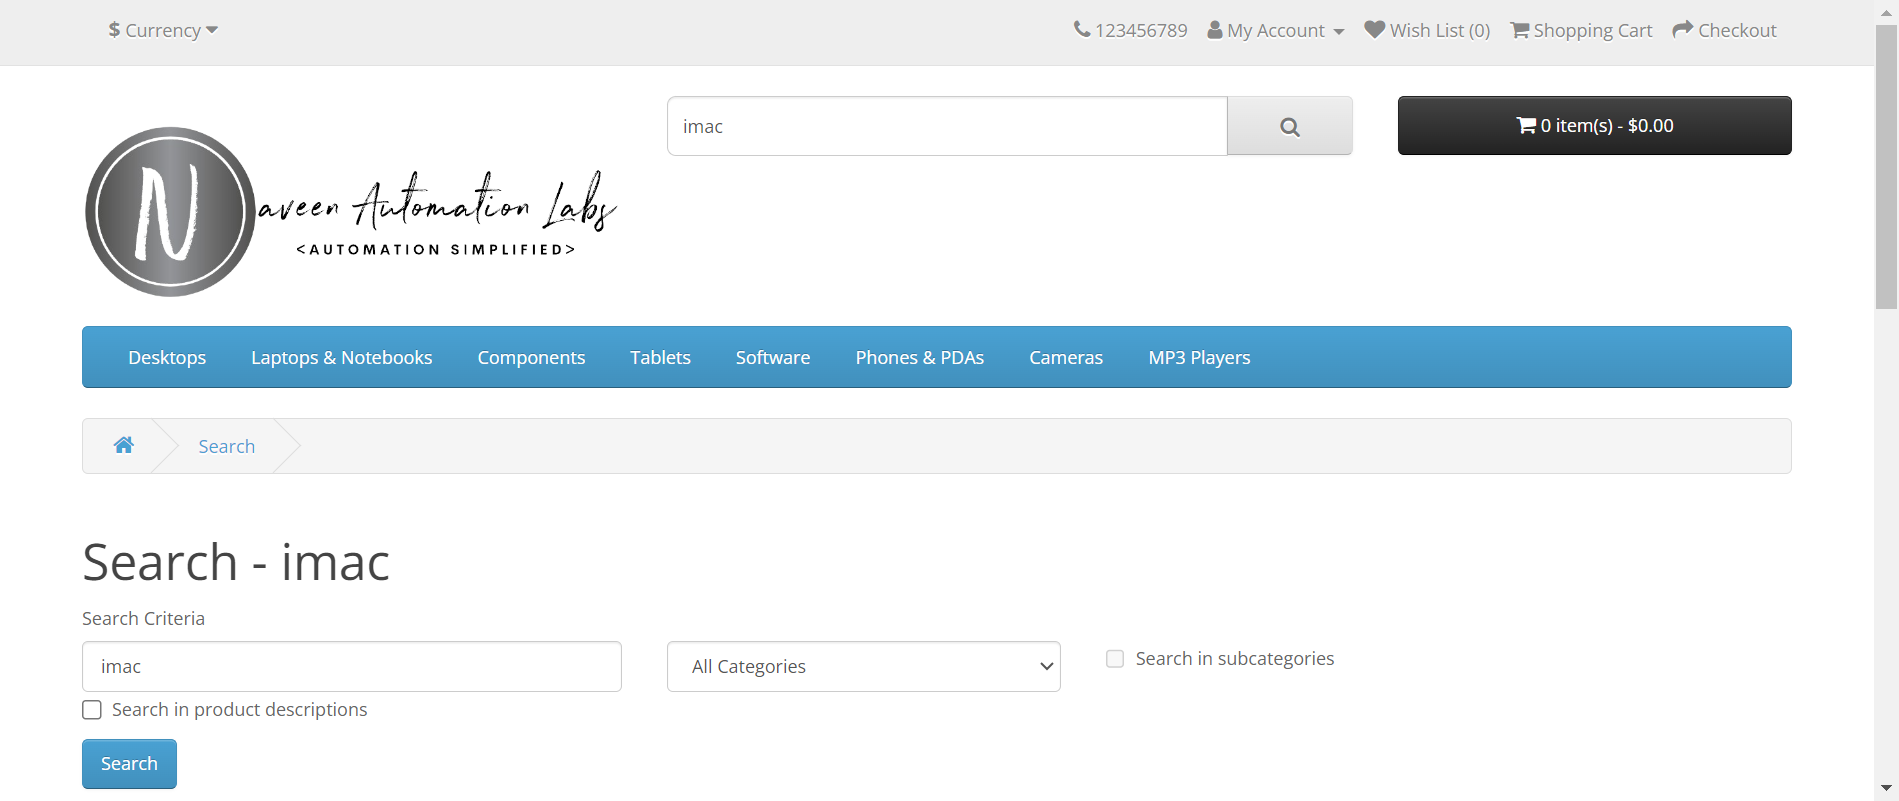 $ Currency
123456789 My Account Wish List (0) Shopping Cart Checkout
imac
0 item(s) - $0.00
N aveen Automation Labs
<AUTOMATION SIMPLIFIED>
Desktops Laptops & Notebooks Components Tablets Software Phones & PDAs Cameras MP3 Players
Search
Search - imac
Search Criteria
imac All Categories Search in subcategories
Search in product descriptions
Search